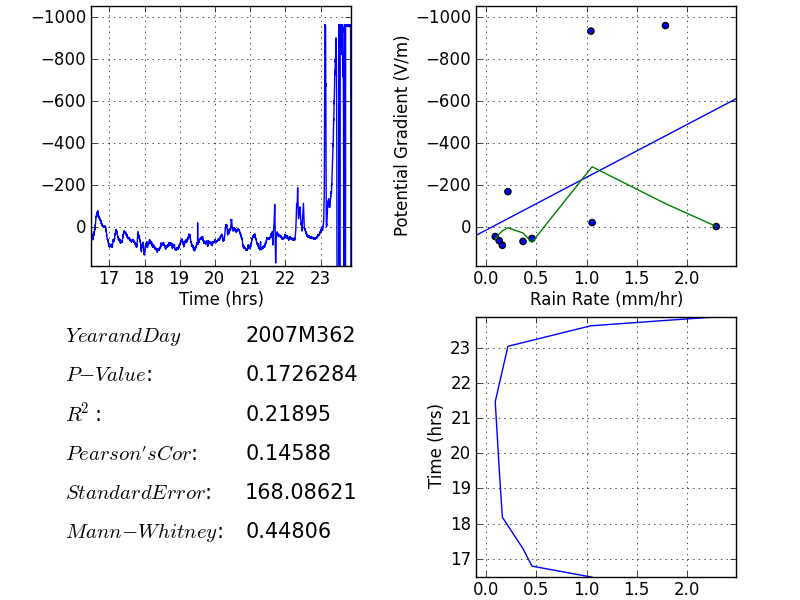 −1000
−800
−600
−400
−200
0
17 18 19 20 21 22 23
Time (hrs)
Potential Gradient (V/m)
−1000
−800
−600
−400
−200
0
0.0 0.5 1.0 1.5 2.0
Rain Rate (mm/hr)
YearandDay 2007M362
P−Value: 0.1726284
R² : 0.21895
Pearson'sCor: 0.14588
StandardError: 168.08621
Mann−Whitney: 0.44806
Time (hrs)
23
22
21
20
19
18
17
0.0 0.5 1.0 1.5 2.0